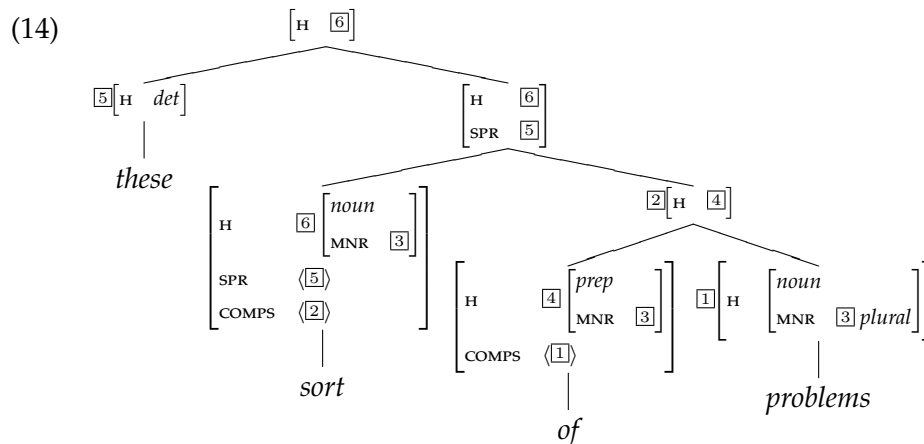 (14)
[H 6]
5[H det]
[H 6
SPR 5]
these
[H 6[noun
MNR 3]
SPR ⟨5⟩
COMPS ⟨2⟩]
2[H 4]
[H 4[prep
MNR 3]
COMPS ⟨1⟩]
1[H [noun
MNR 3 plural]]
sort
of
problems